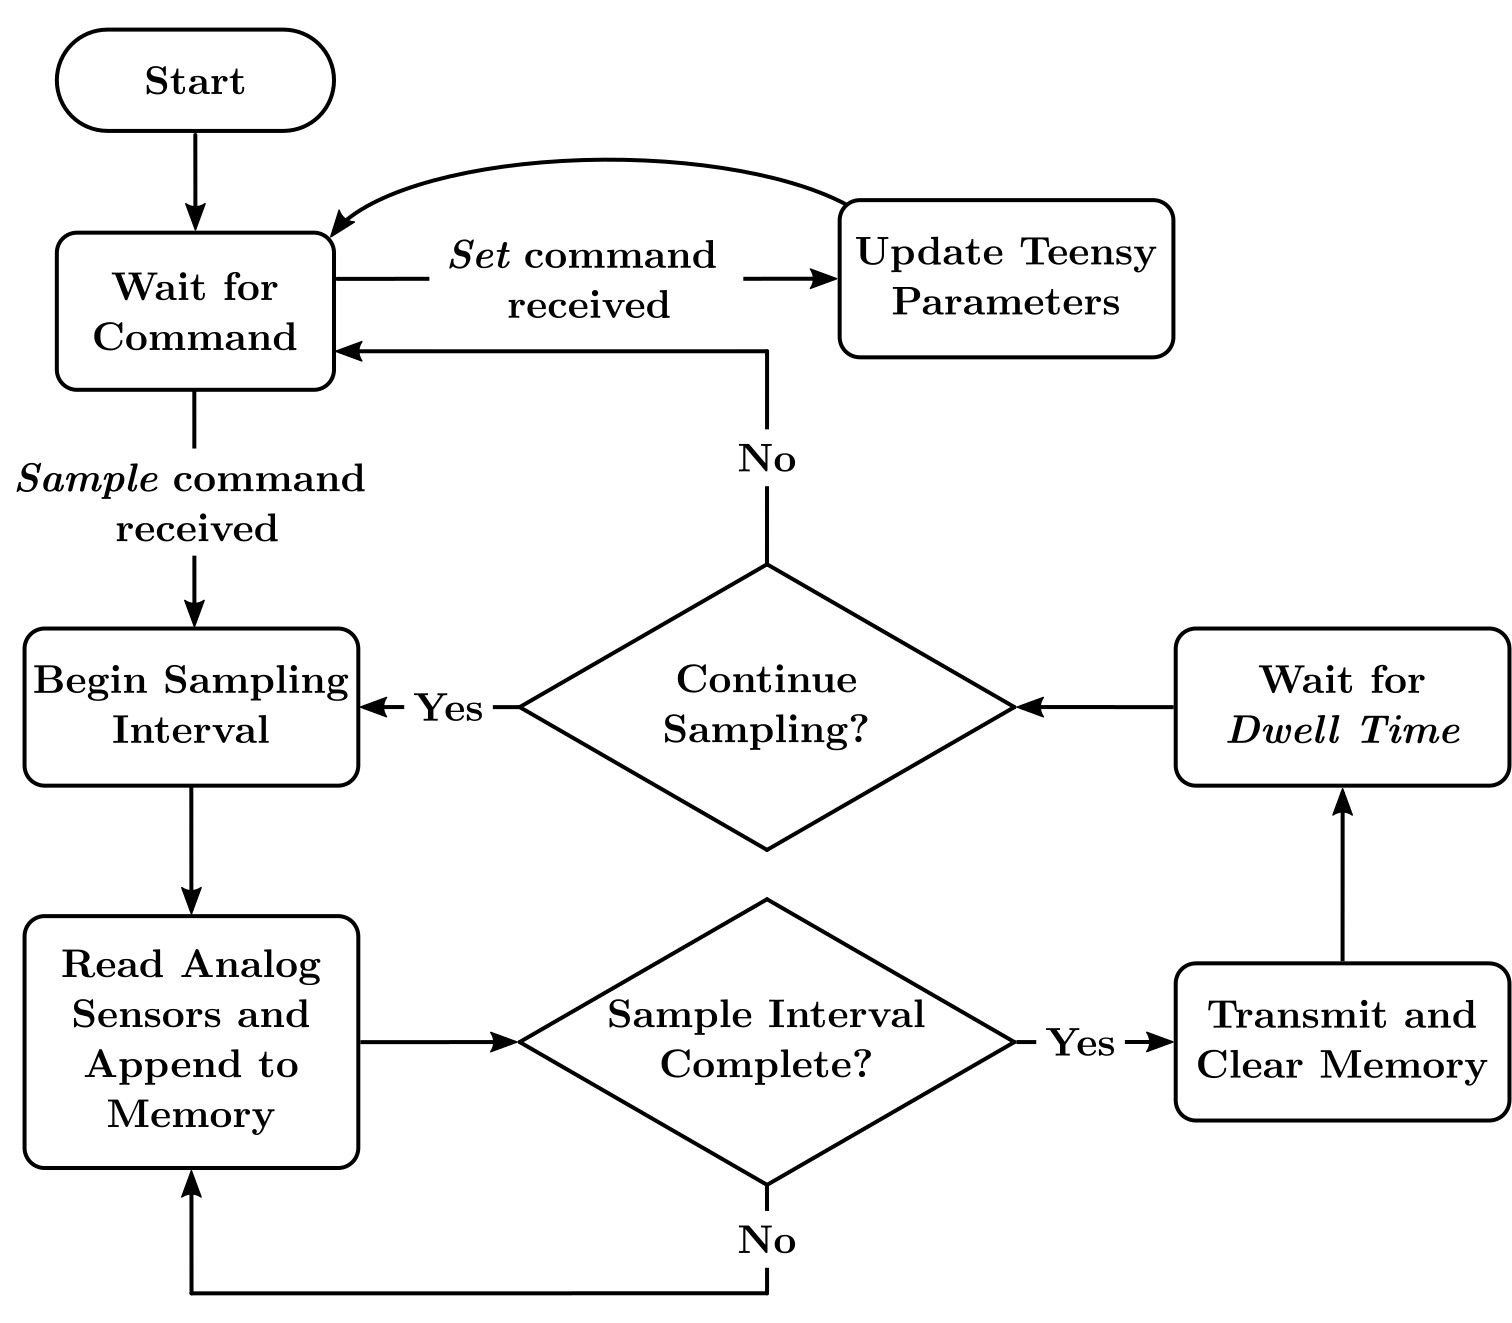 Start
Wait for
Command
Set command
received
Update Teensy
Parameters
No
Sample command
received
Begin Sampling
Interval
Yes
Continue
Sampling?
Wait for
Dwell Time
Read Analog
Sensors and
Append to
Memory
Sample Interval
Complete?
Yes
Transmit and
Clear Memory
No